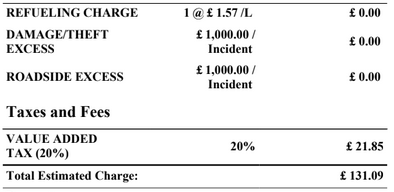 REFUELING CHARGE 1 @ £ 1.57 /L £ 0.00
DAMAGE/THEFT EXCESS £ 1,000.00 / Incident £ 0.00
ROADSIDE EXCESS £ 1,000.00 / Incident £ 0.00
Taxes and Fees
VALUE ADDED TAX (20%) 20% £ 21.85
Total Estimated Charge: £ 131.09